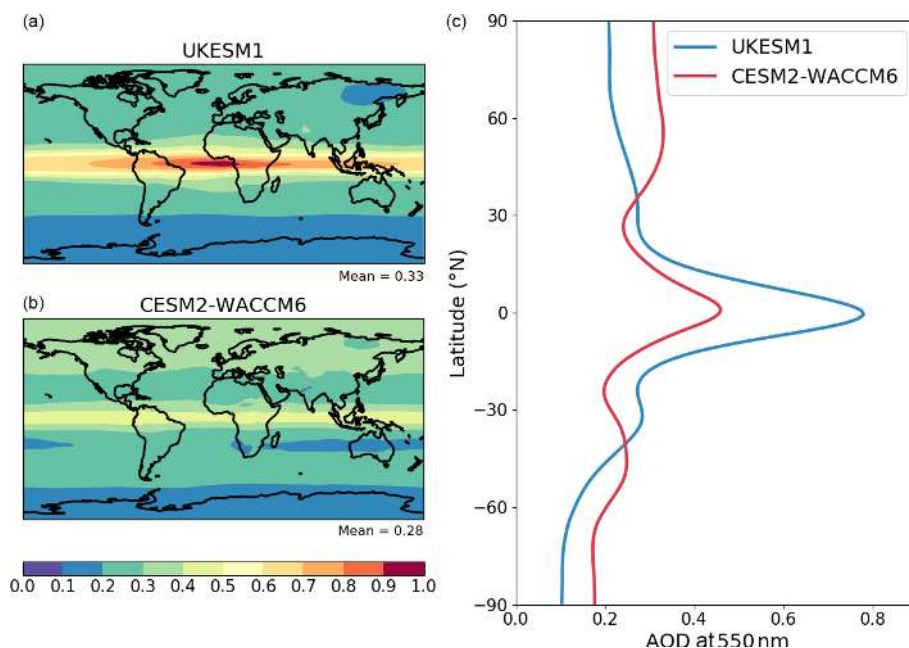 (a)
UKESM1
Mean = 0.33
(b)
CESM2-WACCM6
Mean = 0.28
0.0 0.1 0.2 0.3 0.4 0.5 0.6 0.7 0.8 0.9 1.0
(c)
UKESM1
CESM2-WACCM6
90
60
30
0
−30
−60
−90
Latitude (°N)
0.0 0.2 0.4 0.6 0.8
AOD at 550 nm